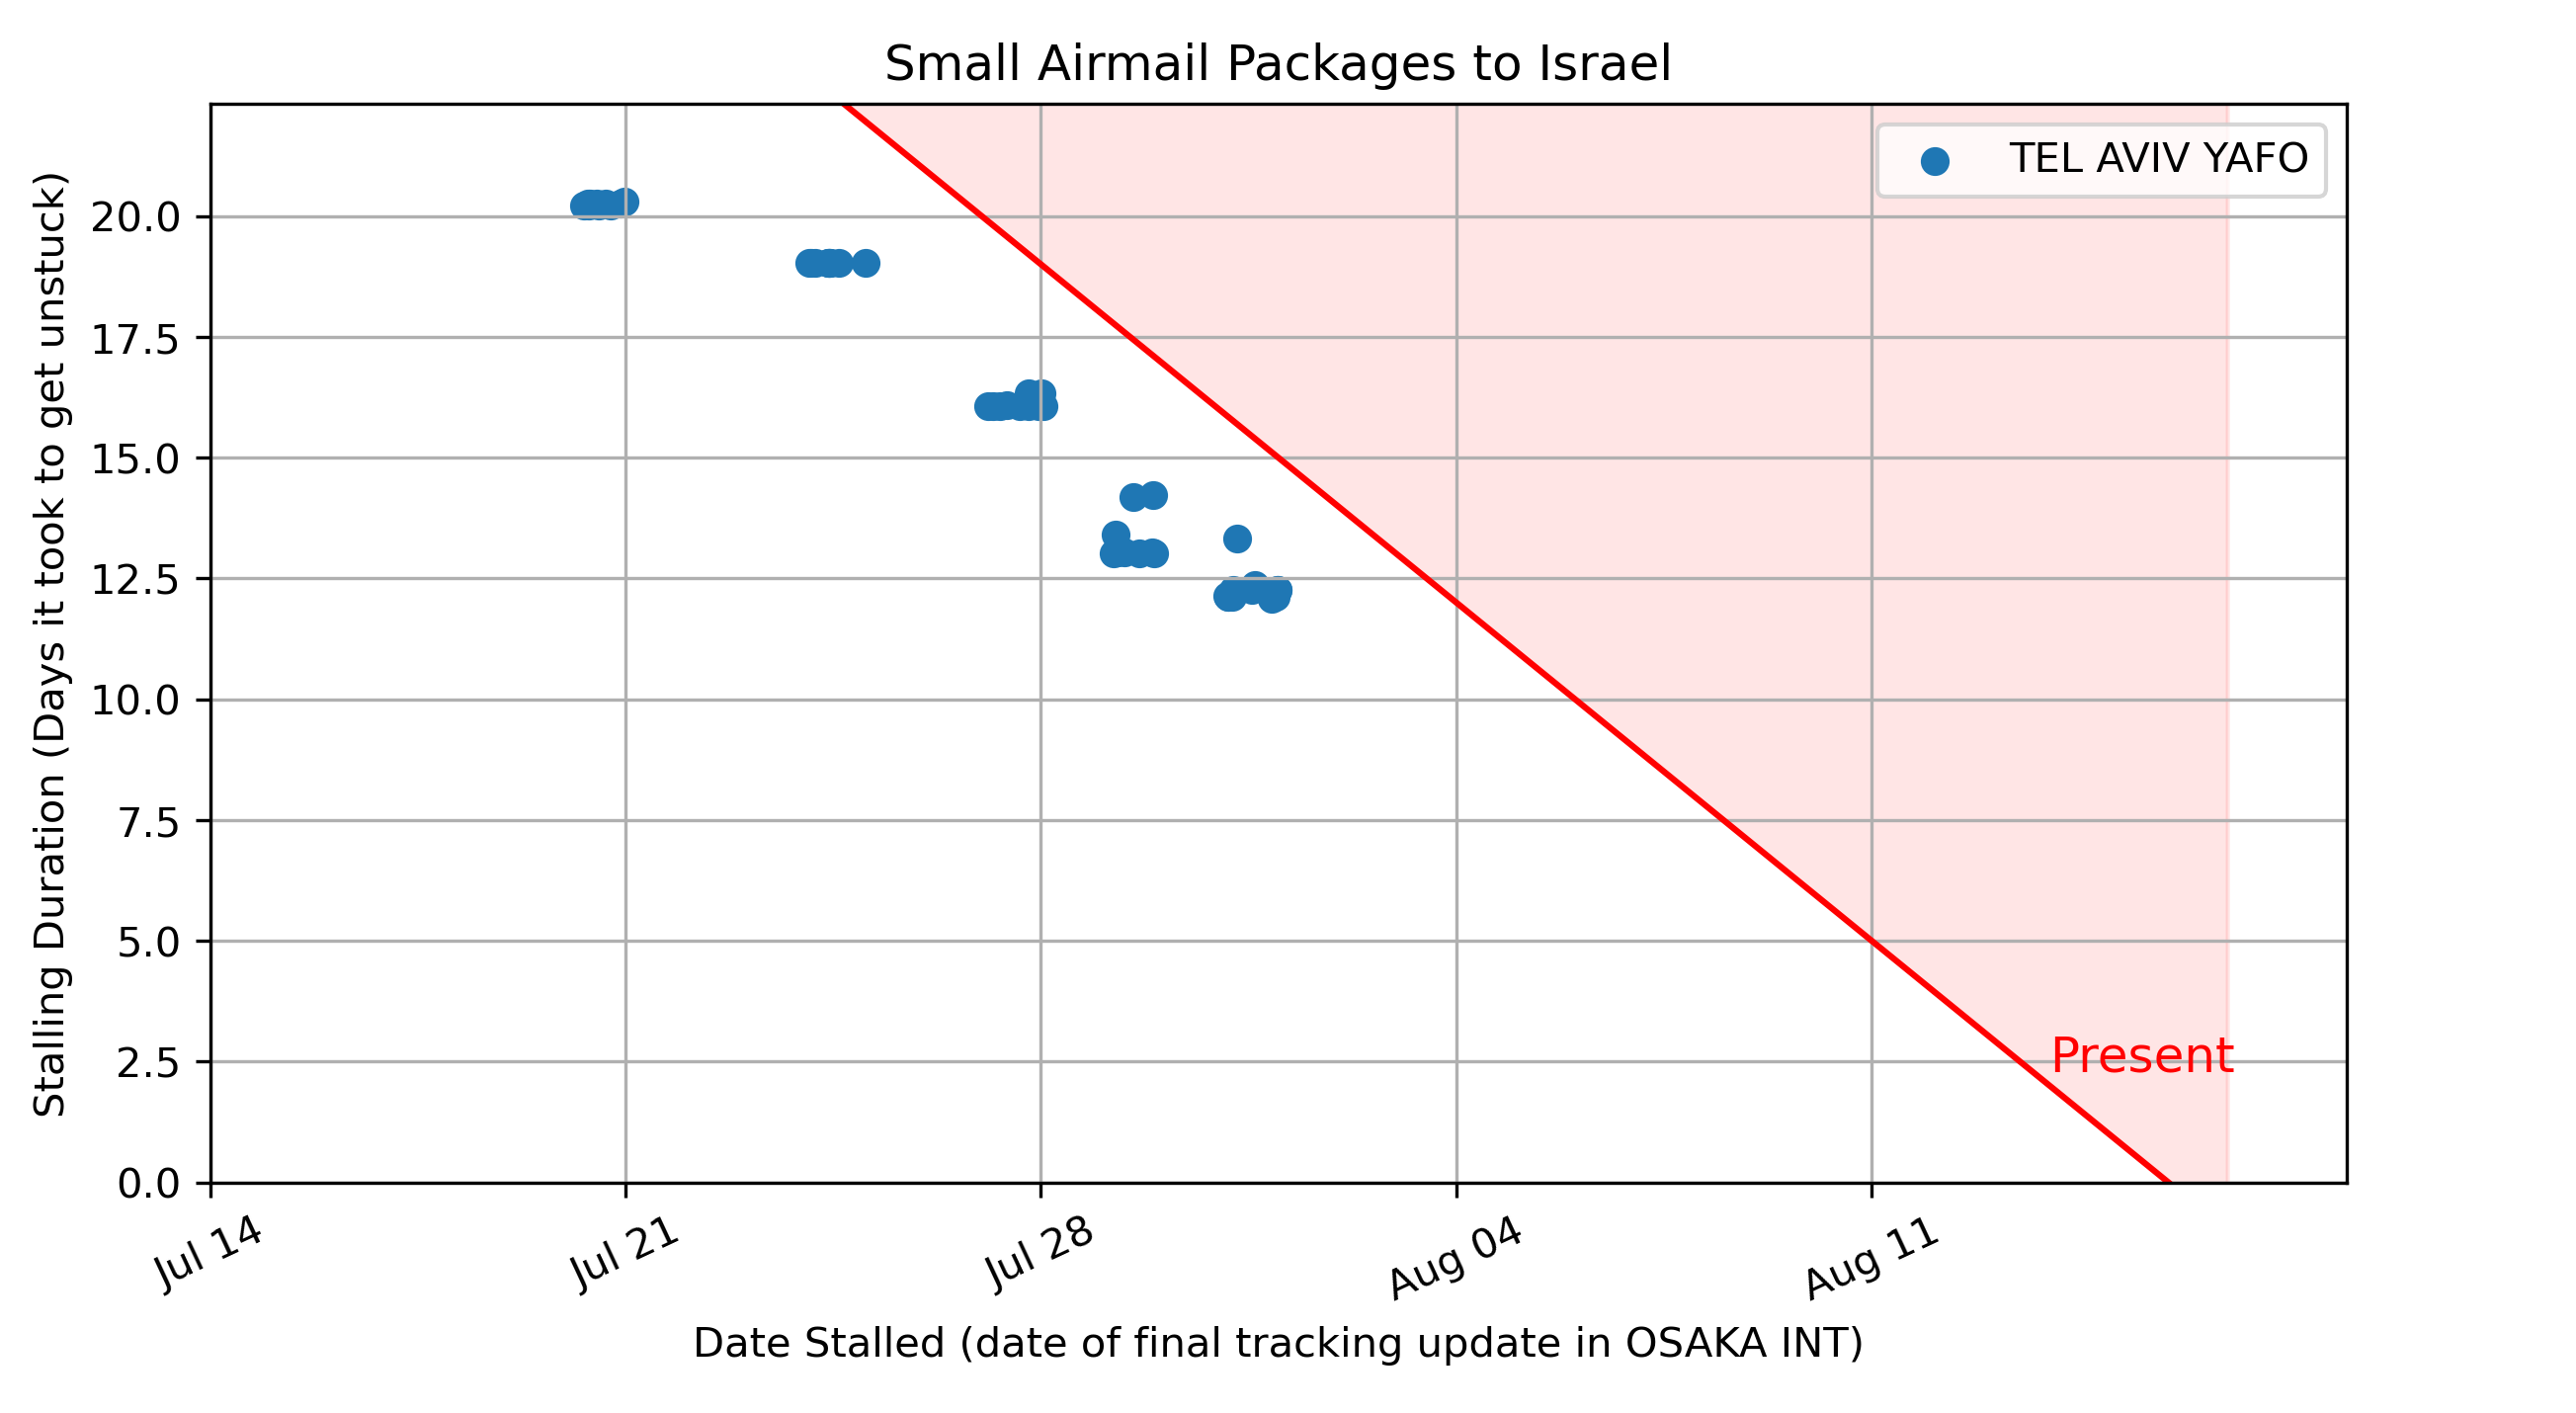 Small Airmail Packages to Israel
TEL AVIV YAFO
Stalling Duration (Days it took to get unstuck)
20.0
17.5
15.0
12.5
10.0
7.5
5.0
2.5
0.0
Present
Jul 14
Jul 21
Jul 28
Aug 04
Aug 11
Date Stalled (date of final tracking update in OSAKA INT)